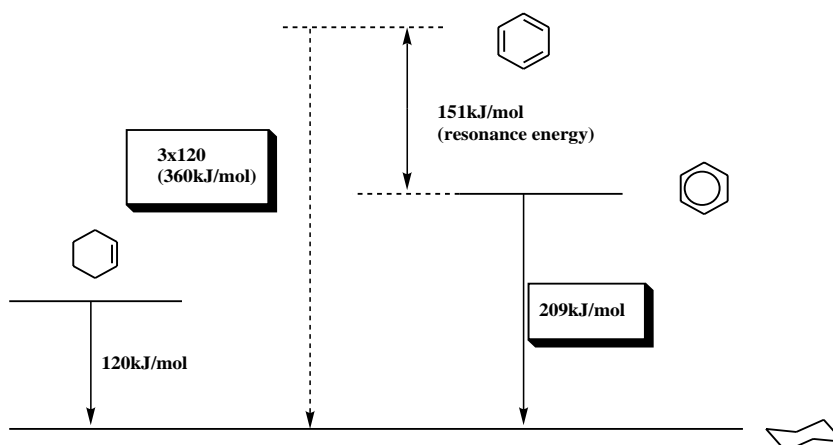 151kJ/mol
(resonance energy)
3x120
(360kJ/mol)
209kJ/mol
120kJ/mol